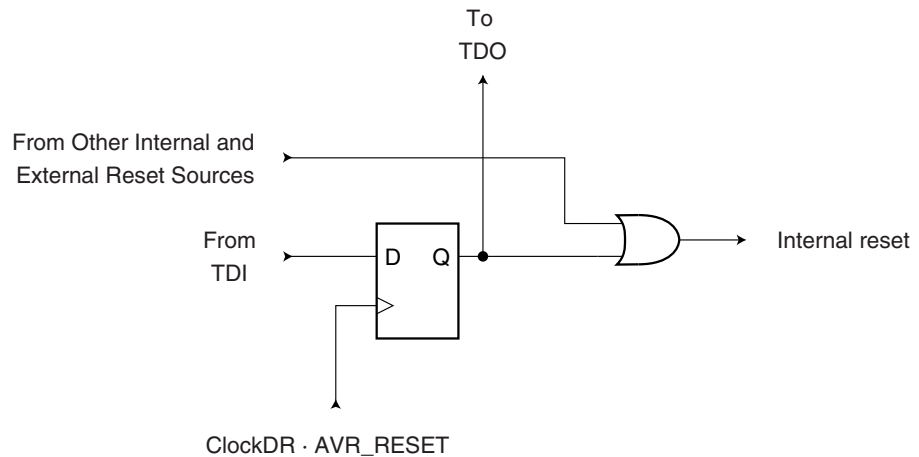 To
TDO
From Other Internal and
External Reset Sources
From
TDI
D
Q
Internal reset
ClockDR · AVR_RESET